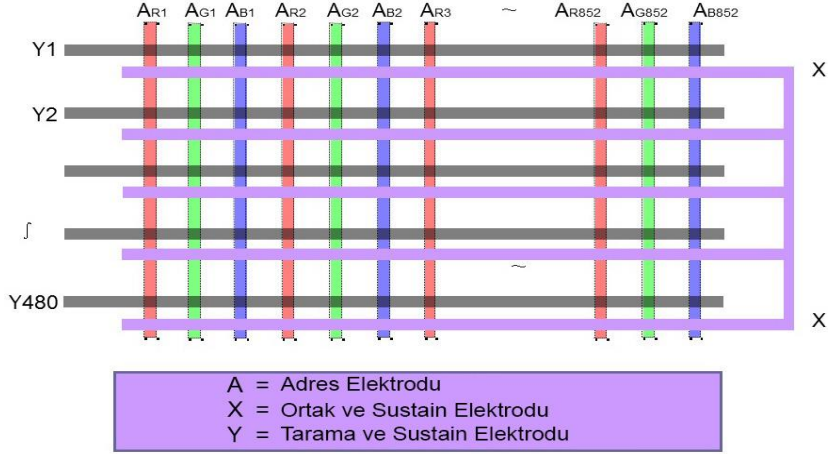 AR1 AG1 AB1 AR2 AG2 AB2 AR3 ~ AR852 AG852 AB852
Y1
X
Y2
∫
~
Y480
X
A = Adres Elektrodu
X = Ortak ve Sustain Elektrodu
Y = Tarama ve Sustain Elektrodu